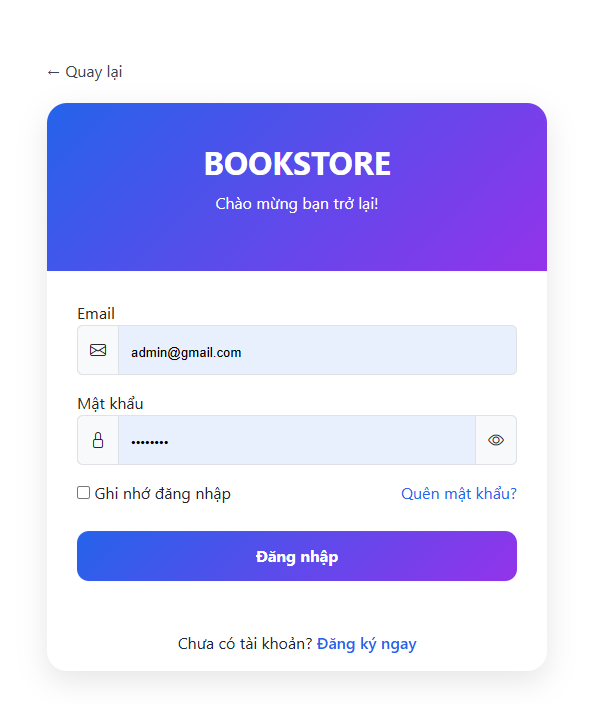 ← Quay lại
BOOKSTORE
Chào mừng bạn trở lại!
Email
admin@gmail.com
Mật khẩu
••••••••
Ghi nhớ đăng nhập
Quên mật khẩu?
Đăng nhập
Chưa có tài khoản? Đăng ký ngay